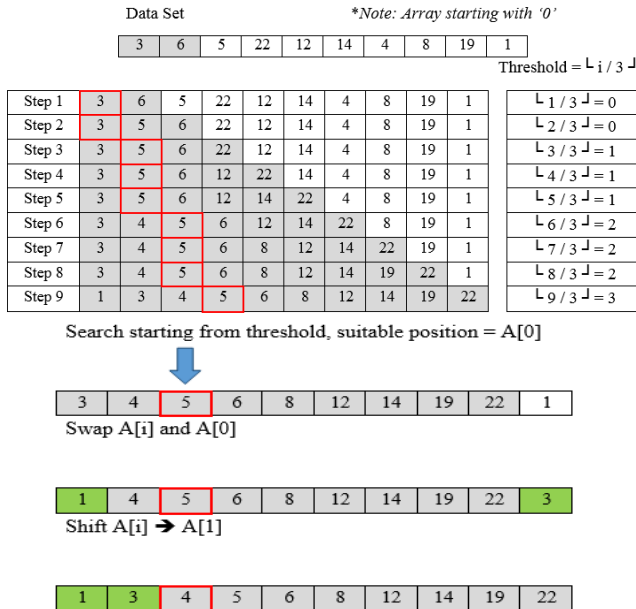 Data Set *Note: Array starting with ‘0’
3 6 5 22 12 14 4 8 19 1
Threshold = └ i / 3 ┘
Step 1 3 6 5 22 12 14 4 8 19 1 └ 1 / 3 ┘ = 0
Step 2 3 5 6 22 12 14 4 8 19 1 └ 2 / 3 ┘ = 0
Step 3 3 5 6 22 12 14 4 8 19 1 └ 3 / 3 ┘ = 1
Step 4 3 5 6 12 22 14 4 8 19 1 └ 4 / 3 ┘ = 1
Step 5 3 5 6 12 14 22 4 8 19 1 └ 5 / 3 ┘ = 1
Step 6 3 4 5 6 12 14 22 8 19 1 └ 6 / 3 ┘ = 2
Step 7 3 4 5 6 8 12 14 22 19 1 └ 7 / 3 ┘ = 2
Step 8 3 4 5 6 8 12 14 19 22 1 └ 8 / 3 ┘ = 2
Step 9 1 3 4 5 6 8 12 14 19 22 └ 9 / 3 ┘ = 3
Search starting from threshold, suitable position = A[0]
3 4 5 6 8 12 14 19 22 1
Swap A[i] and A[0]
1 4 5 6 8 12 14 19 22 3
Shift A[i] ➔ A[1]
1 3 4 5 6 8 12 14 19 22